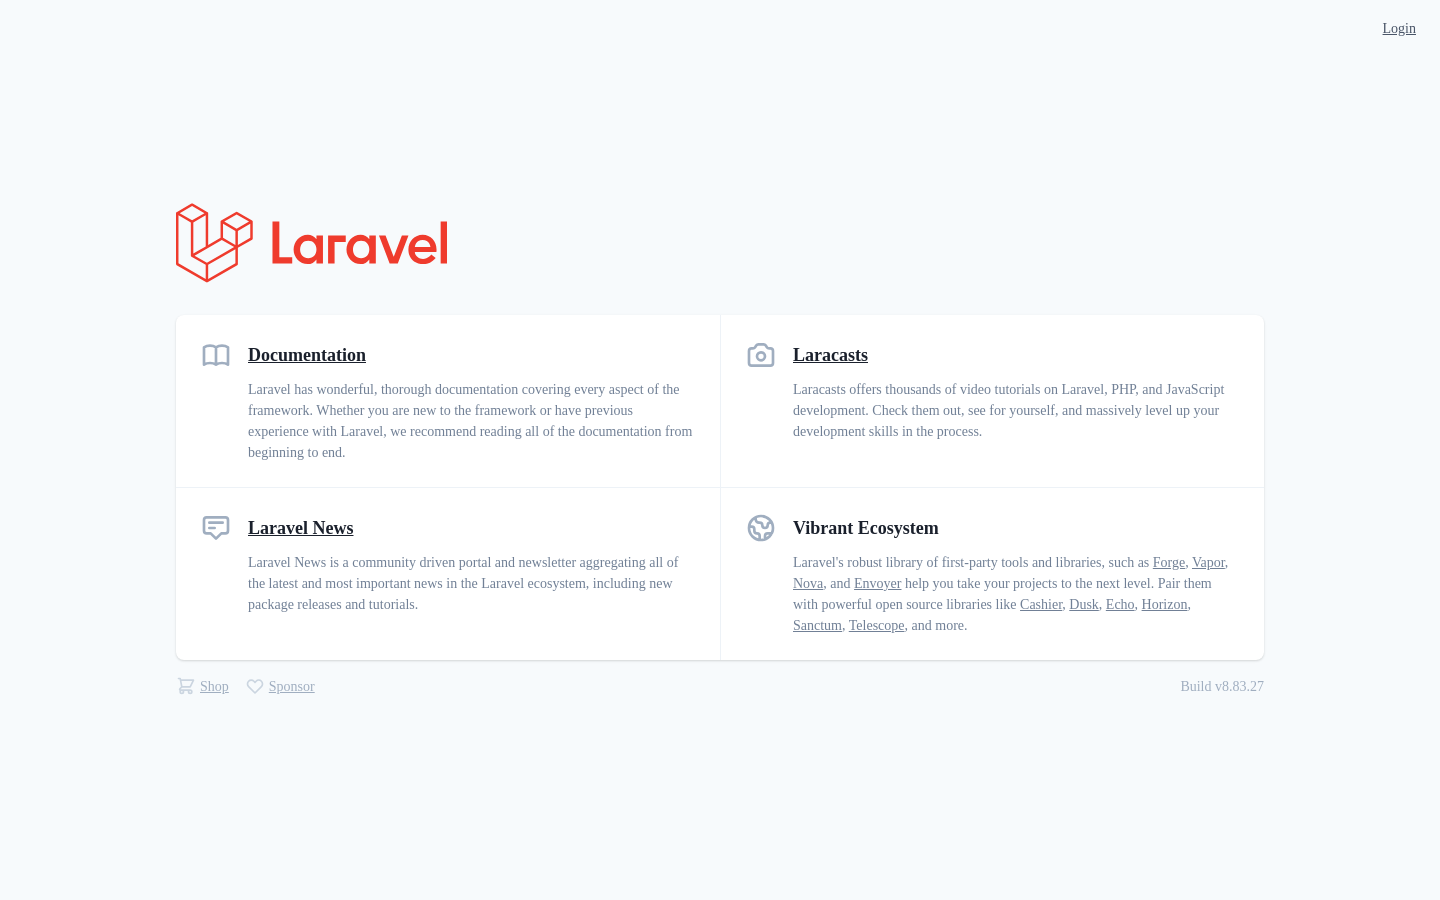 Login
Laravel
Documentation
Laravel has wonderful, thorough documentation covering every aspect of the
framework. Whether you are new to the framework or have previous
experience with Laravel, we recommend reading all of the documentation from
beginning to end.
Laracasts
Laracasts offers thousands of video tutorials on Laravel, PHP, and JavaScript
development. Check them out, see for yourself, and massively level up your
development skills in the process.
Laravel News
Laravel News is a community driven portal and newsletter aggregating all of
the latest and most important news in the Laravel ecosystem, including new
package releases and tutorials.
Vibrant Ecosystem
Laravel's robust library of first-party tools and libraries, such as Forge, Vapor,
Nova, and Envoyer help you take your projects to the next level. Pair them
with powerful open source libraries like Cashier, Dusk, Echo, Horizon,
Sanctum, Telescope, and more.
Shop Sponsor
Build v8.83.27